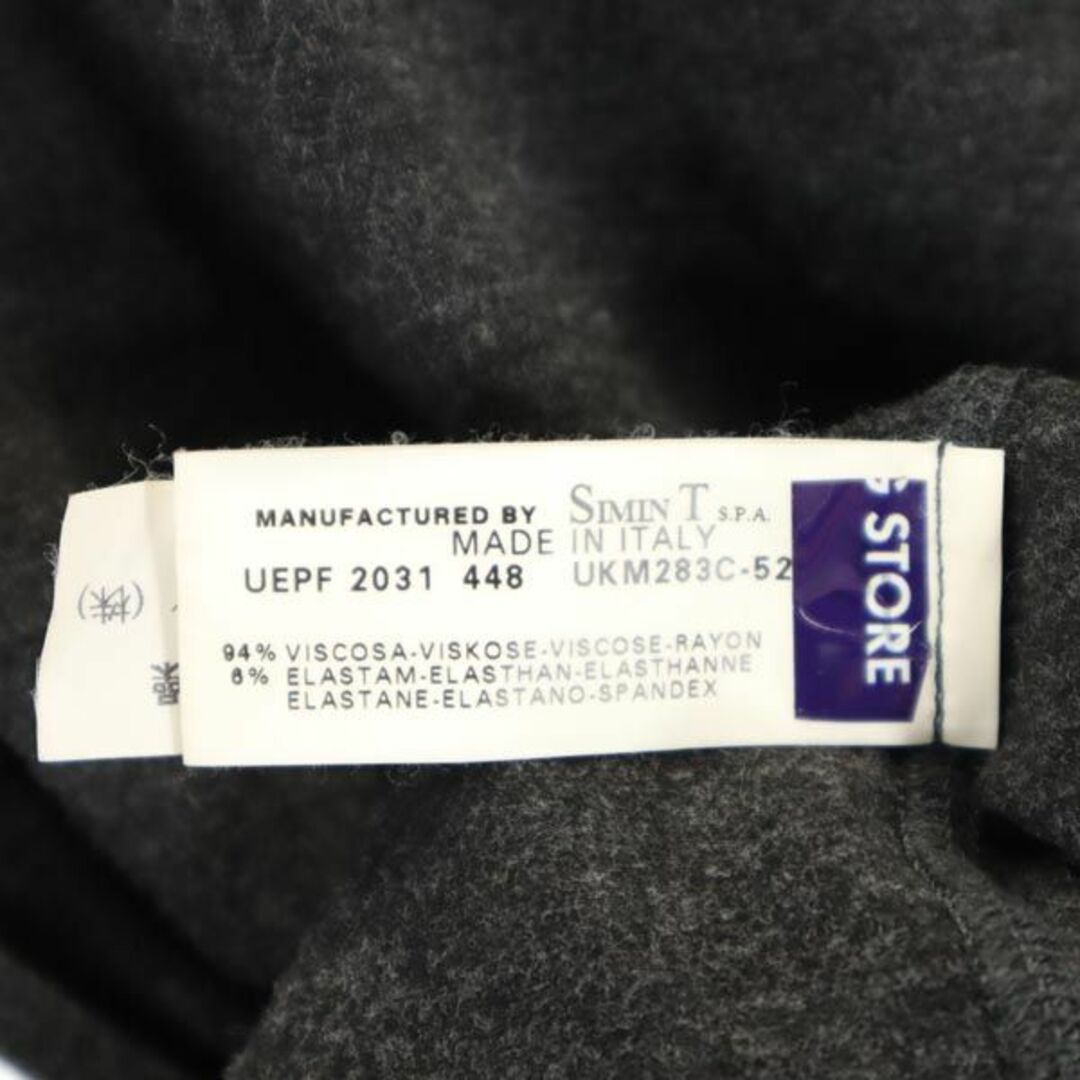 MANUFACTURED BY SIMIN T S.P.A.
MADE IN ITALY
UEPF 2031 448 UKM283C-52
94% VISCOSA-VISKOSE-VISCOSE-RAYON
6% ELASTAM-ELASTHAN-ELASTHANNE
ELASTANE-ELASTANO-SPANDEX
STORE
(株)